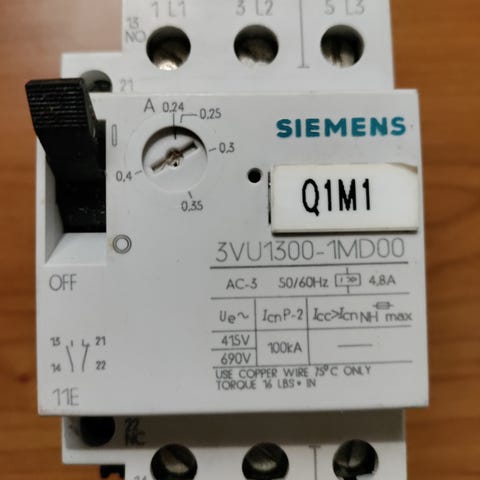 1 L1 3 L2 5 L3
13
NO
21
A 0,24
0,25
0,3
0,4
0,35
SIEMENS
I
Q1M1
O
3VU1300-1MD00
OFF
AC-3 50/60Hz I>> 4,8A
Ue~ IcnP-2 Icc>Icn NH max
415V
690V
100kA
USE COPPER WIRE 75°C ONLY
TORQUE 16 LBS•IN
13 21
14 22
11E
22
NC